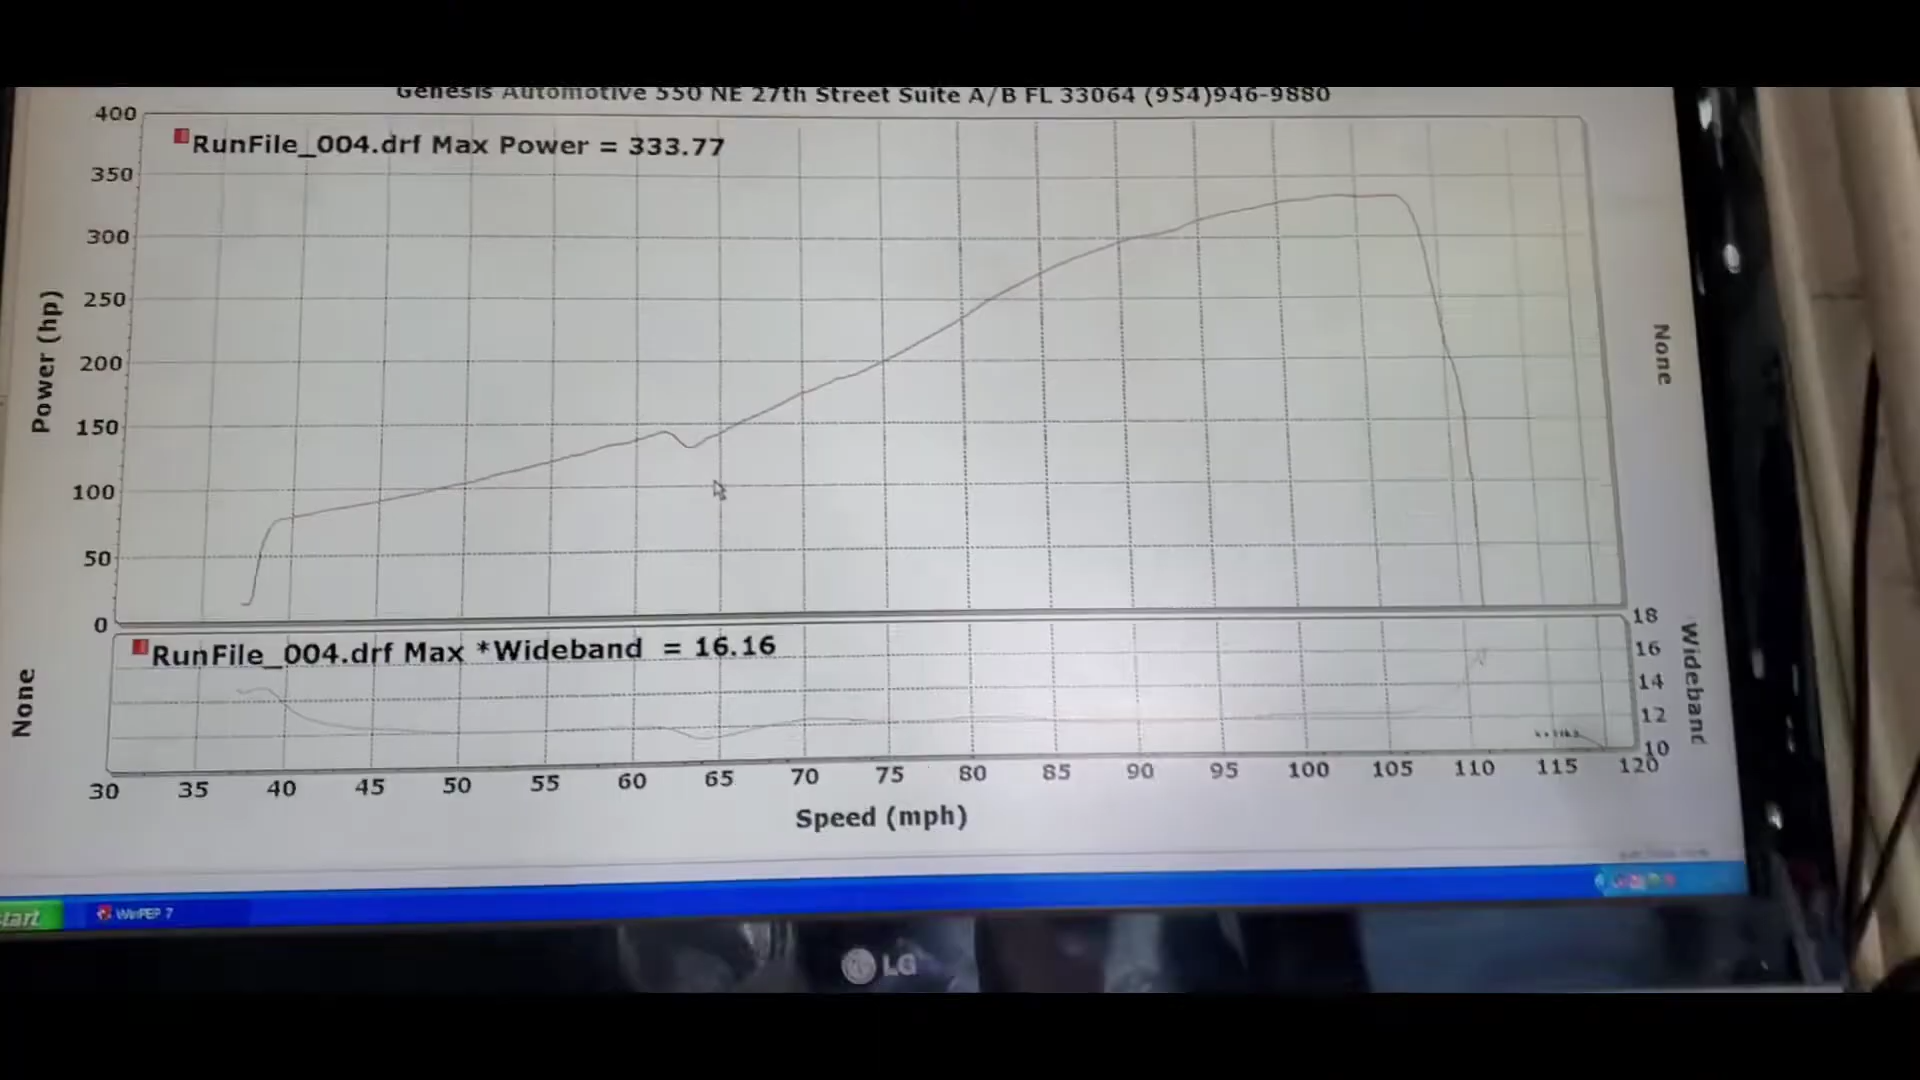 Genesis Automotive 550 NE 27th Street Suite A/B FL 33064 (954)946-9880
RunFile_004.drf Max Power = 333.77
400
350
300
250
200
150
100
50
0
Power (hp)
None
RunFile_004.drf Max *Wideband = 16.16
18
16
14
12
10
Wideband
None
30 35 40 45 50 55 60 65 70 75 80 85 90 95 100 105 110 115 120
Speed (mph)
start
WinPEP 7
LG